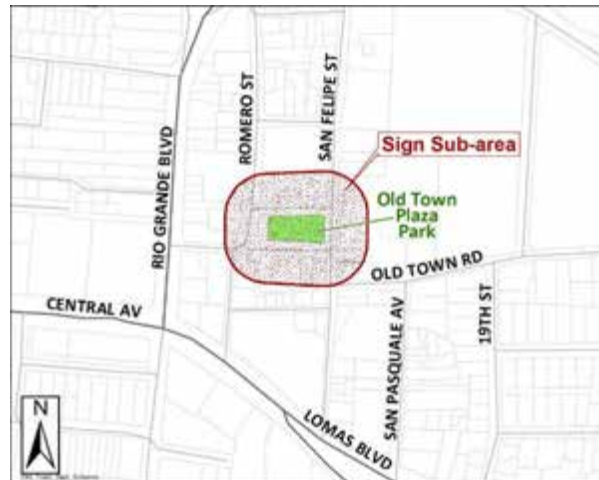 ROMERO ST
SAN FELIPE ST
Sign Sub-area
RIO GRANDE BLVD
Old Town
Plaza
Park
OLD TOWN RD
CENTRAL AV
SAN PASQUALE AV
19TH ST
LOMAS BLVD
N